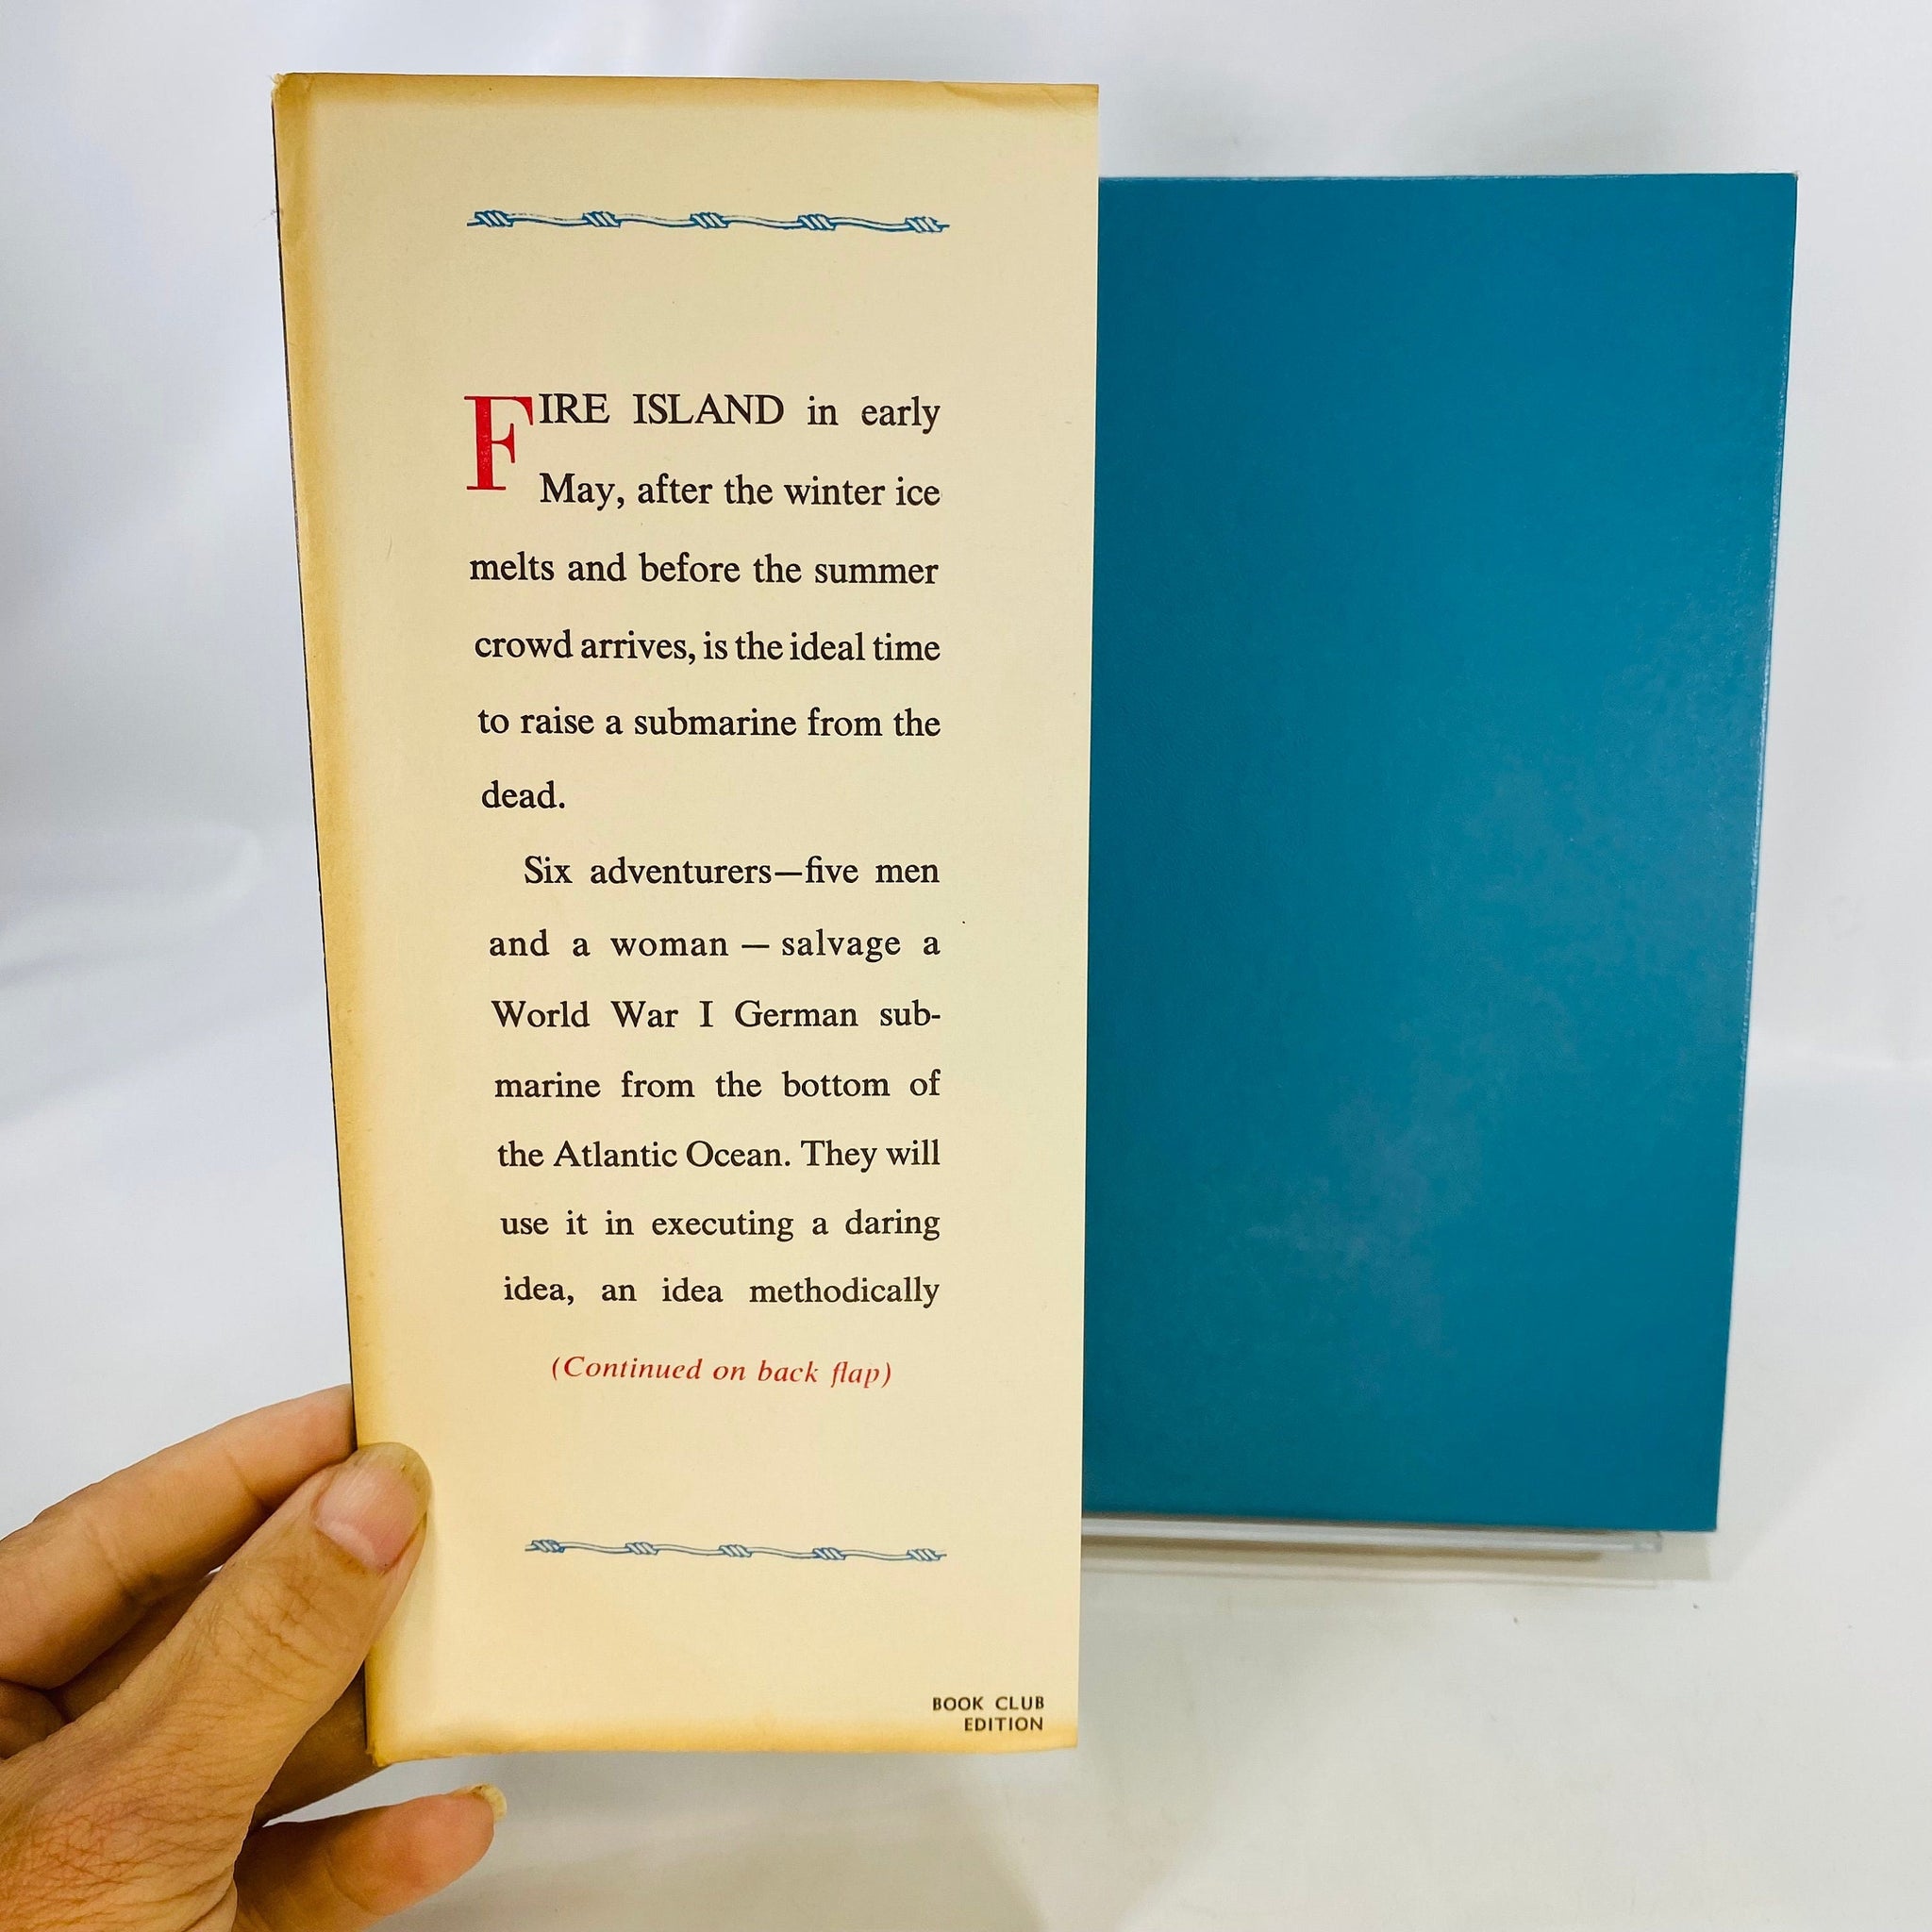 FIRE ISLAND in early
May, after the winter ice
melts and before the summer
crowd arrives, is the ideal time
to raise a submarine from the
dead.
Six adventurers—five men
and a woman — salvage a
World War I German sub-
marine from the bottom of
the Atlantic Ocean. They will
use it in executing a daring
idea, an idea methodically
(Continued on back flap)
BOOK CLUB
EDITION